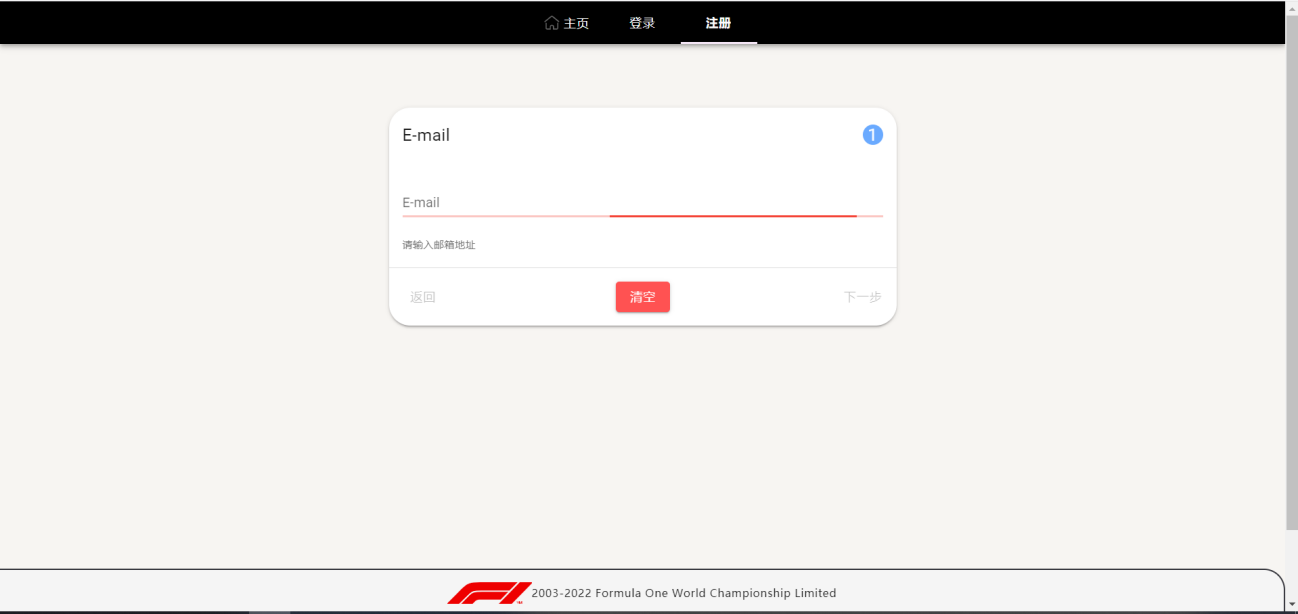 主页 登录 注册
E-mail 1
E-mail
请输入邮箱地址
返回 清空 下一步
2003-2022 Formula One World Championship Limited